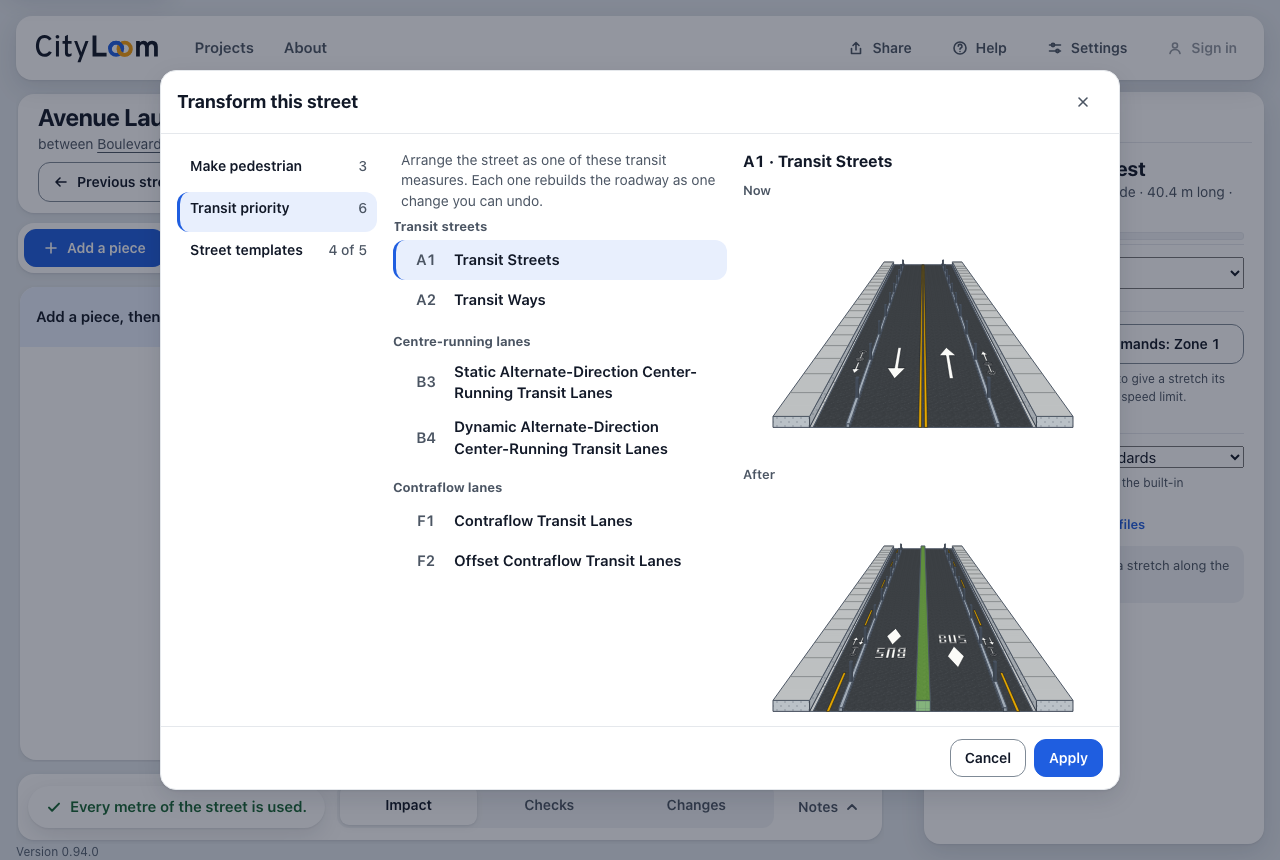 CityLoom
Projects
About
Share
Help
Settings
Sign in
Avenue Lau
between Boulevard
Previous stre
Add a piece
Add a piece, then
Transform this street
Make pedestrian 3
Transit priority 6
Street templates 4 of 5
Arrange the street as one of these transit
measures. Each one rebuilds the roadway as one
change you can undo.
Transit streets
A1 Transit Streets
A2 Transit Ways
Centre-running lanes
B3 Static Alternate-Direction Center-
Running Transit Lanes
B4 Dynamic Alternate-Direction
Center-Running Transit Lanes
Contraflow lanes
F1 Contraflow Transit Lanes
F2 Offset Contraflow Transit Lanes
A1 · Transit Streets
Now
After
BUS
BUS
Cancel
Apply
est
de · 40.4 m long ·
mands: Zone 1
to give a stretch its
speed limit.
dards
the built-in
files
a stretch along the
Every metre of the street is used.
Impact
Checks
Changes
Notes
Version 0.94.0